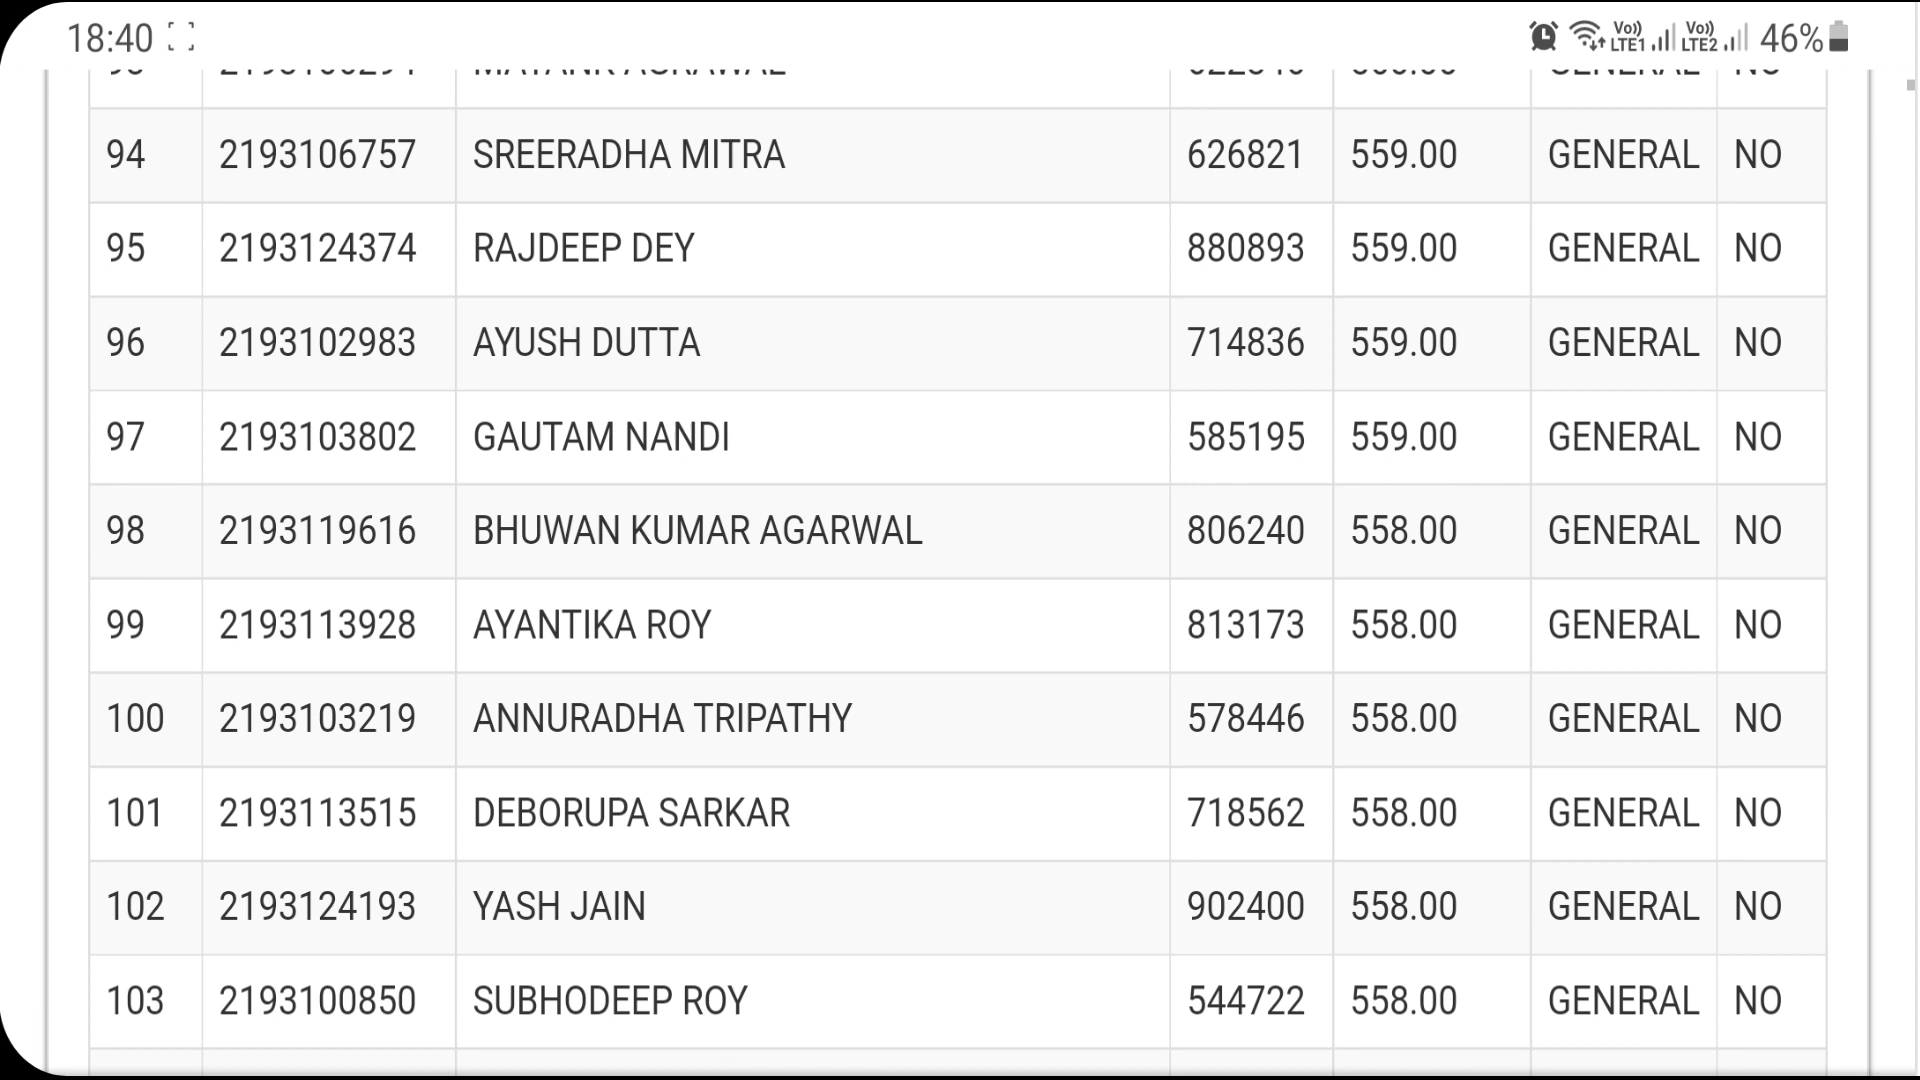 18:40 Vo)) LTE1 Vo)) LTE2 46%
94 2193106757 SREERADHA MITRA 626821 559.00 GENERAL NO
95 2193124374 RAJDEEP DEY 880893 559.00 GENERAL NO
96 2193102983 AYUSH DUTTA 714836 559.00 GENERAL NO
97 2193103802 GAUTAM NANDI 585195 559.00 GENERAL NO
98 2193119616 BHUWAN KUMAR AGARWAL 806240 558.00 GENERAL NO
99 2193113928 AYANTIKA ROY 813173 558.00 GENERAL NO
100 2193103219 ANNURADHA TRIPATHY 578446 558.00 GENERAL NO
101 2193113515 DEBORUPA SARKAR 718562 558.00 GENERAL NO
102 2193124193 YASH JAIN 902400 558.00 GENERAL NO
103 2193100850 SUBHODEEP ROY 544722 558.00 GENERAL NO